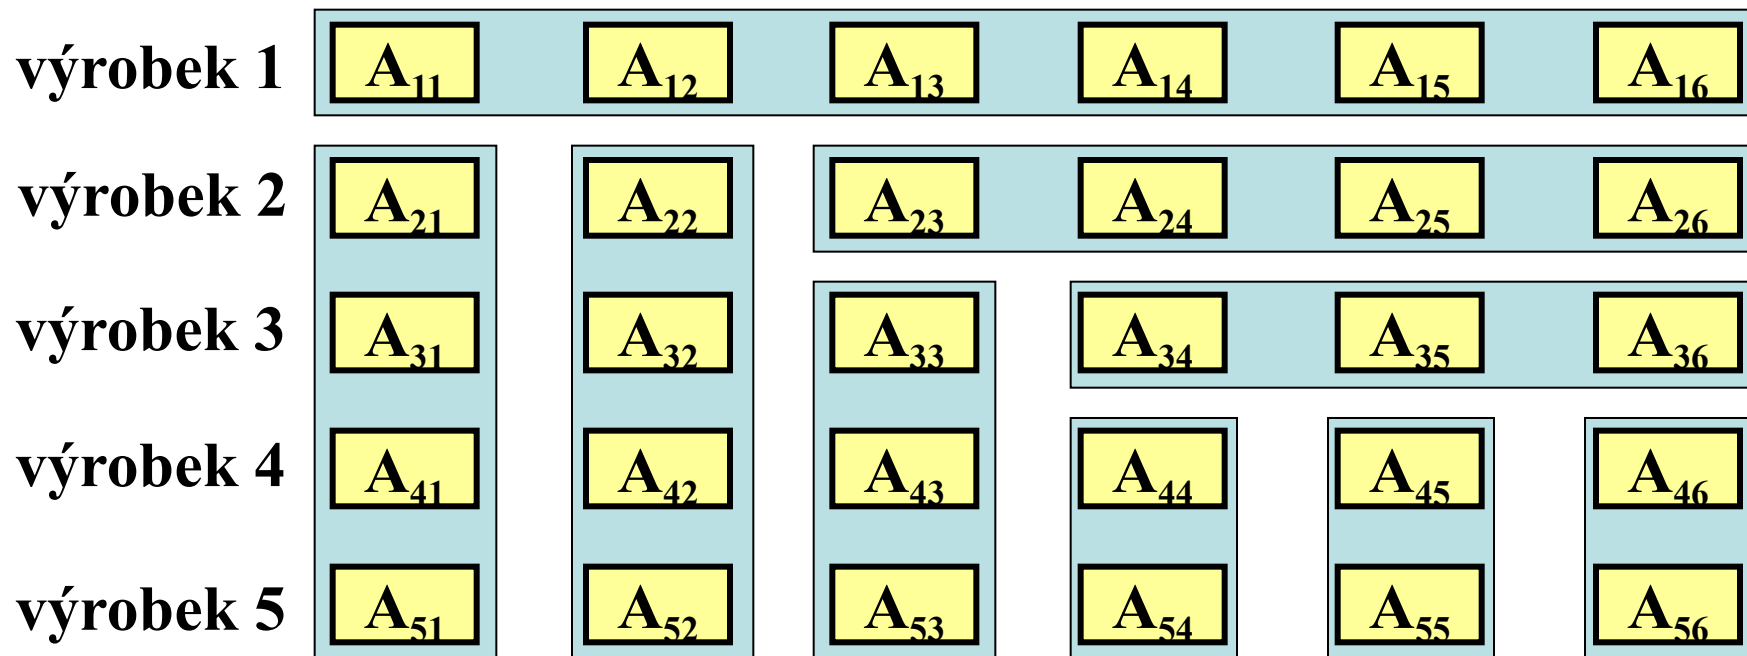 výrobek 1 A₁₁ A₁₂ A₁₃ A₁₄ A₁₅ A₁₆
výrobek 2 A₂₁ A₂₂ A₂₃ A₂₄ A₂₅ A₂₆
výrobek 3 A₃₁ A₃₂ A₃₃ A₃₄ A₃₅ A₃₆
výrobek 4 A₄₁ A₄₂ A₄₃ A₄₄ A₄₅ A₄₆
výrobek 5 A₅₁ A₅₂ A₅₃ A₅₄ A₅₅ A₅₆